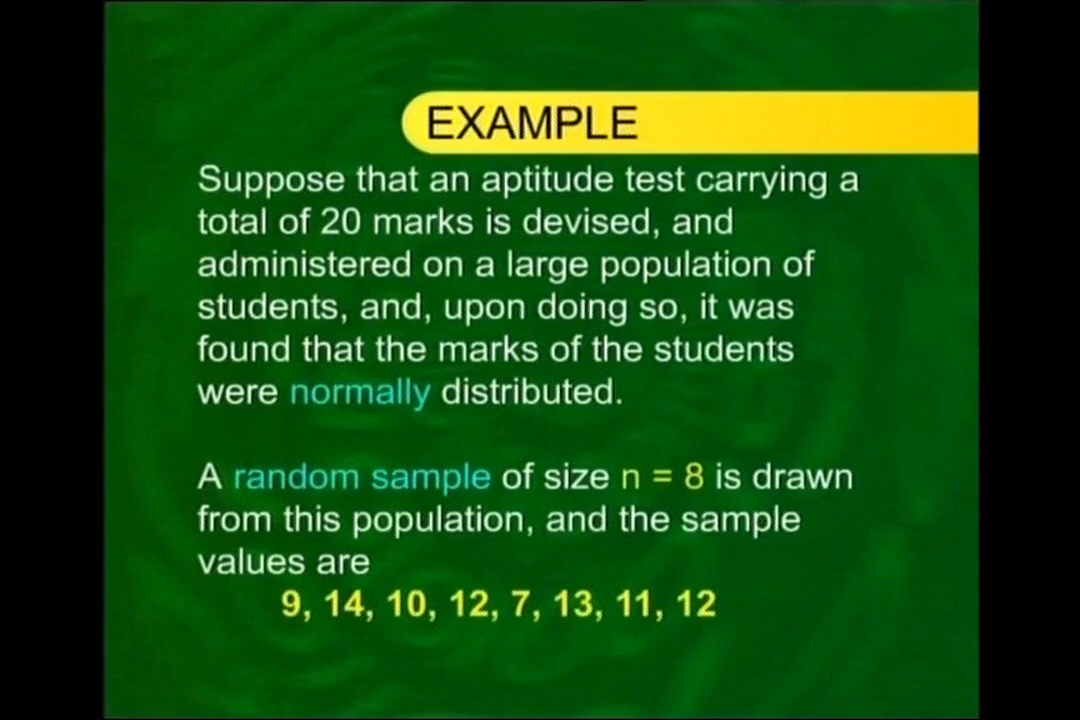 EXAMPLE
Suppose that an aptitude test carrying a
total of 20 marks is devised, and
administered on a large population of
students, and, upon doing so, it was
found that the marks of the students
were normally distributed.
A random sample of size n = 8 is drawn
from this population, and the sample
values are
9, 14, 10, 12, 7, 13, 11, 12